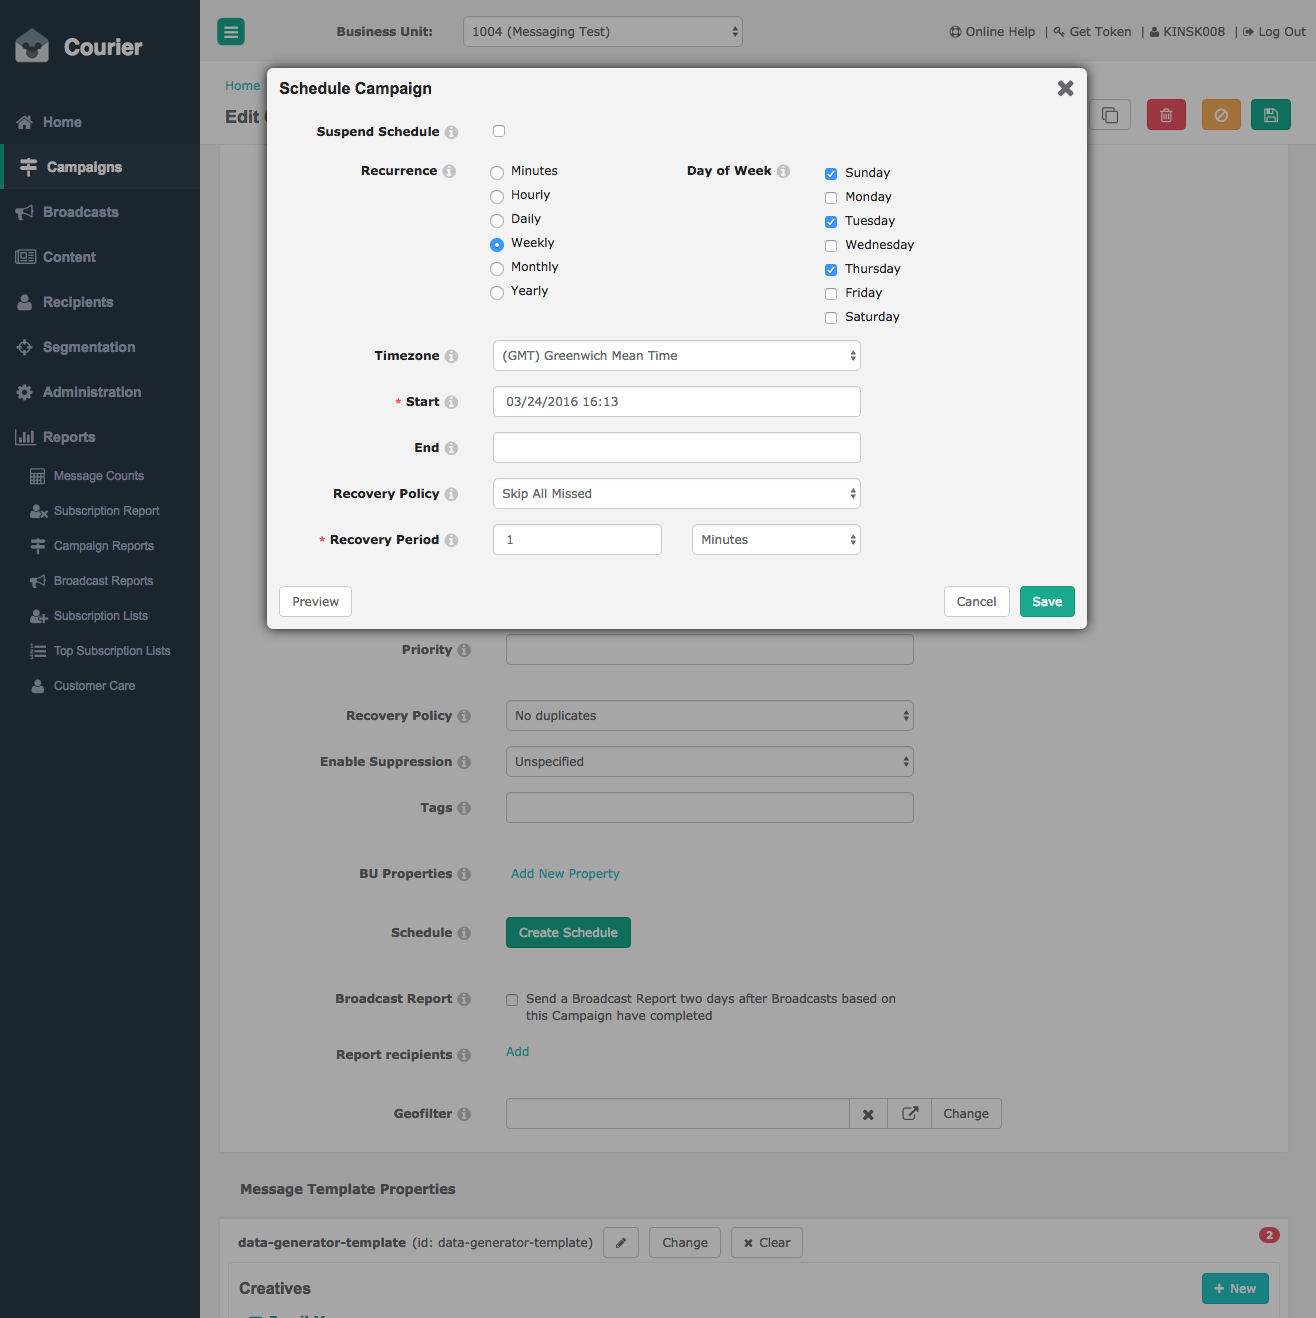 Courier
Home
Campaigns
Broadcasts
Content
Recipients
Segmentation
Administration
Reports
Message Counts
Subscription Report
Campaign Reports
Broadcast Reports
Subscription Lists
Top Subscription Lists
Customer Care
Business Unit: 1004 (Messaging Test)
Online Help | Get Token | KINSK008 | Log Out
Home
Edit
Schedule Campaign
Suspend Schedule
Recurrence
Minutes
Hourly
Daily
Weekly
Monthly
Yearly
Day of Week
Sunday
Monday
Tuesday
Wednesday
Thursday
Friday
Saturday
Timezone (GMT) Greenwich Mean Time
* Start 03/24/2016 16:13
End
Recovery Policy Skip All Missed
* Recovery Period 1 Minutes
Preview Cancel Save
Priority
Recovery Policy No duplicates
Enable Suppression Unspecified
Tags
BU Properties Add New Property
Schedule Create Schedule
Broadcast Report Send a Broadcast Report two days after Broadcasts based on
this Campaign have completed
Report recipients Add
Geofilter Change
Message Template Properties
data-generator-template (id: data-generator-template) Change Clear 2
Creatives + New